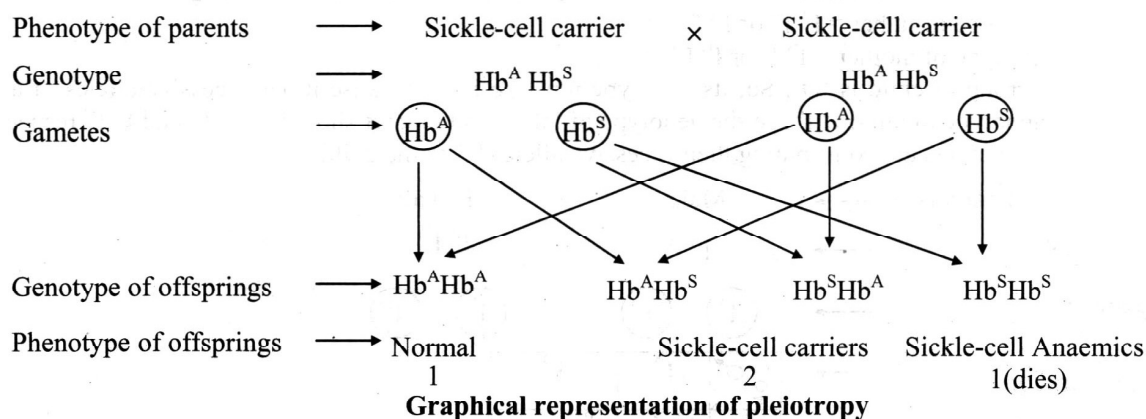 Phenotype of parents Sickle-cell carrier × Sickle-cell carrier
Genotype Hb^A Hb^S Hb^A Hb^S
Gametes Hb^A Hb^S Hb^A Hb^S
Genotype of offsprings Hb^AHb^A Hb^AHb^S Hb^SHb^A Hb^SHb^S
Phenotype of offsprings Normal Sickle-cell carriers Sickle-cell Anaemics
1 2 1(dies)
Graphical representation of pleiotropy